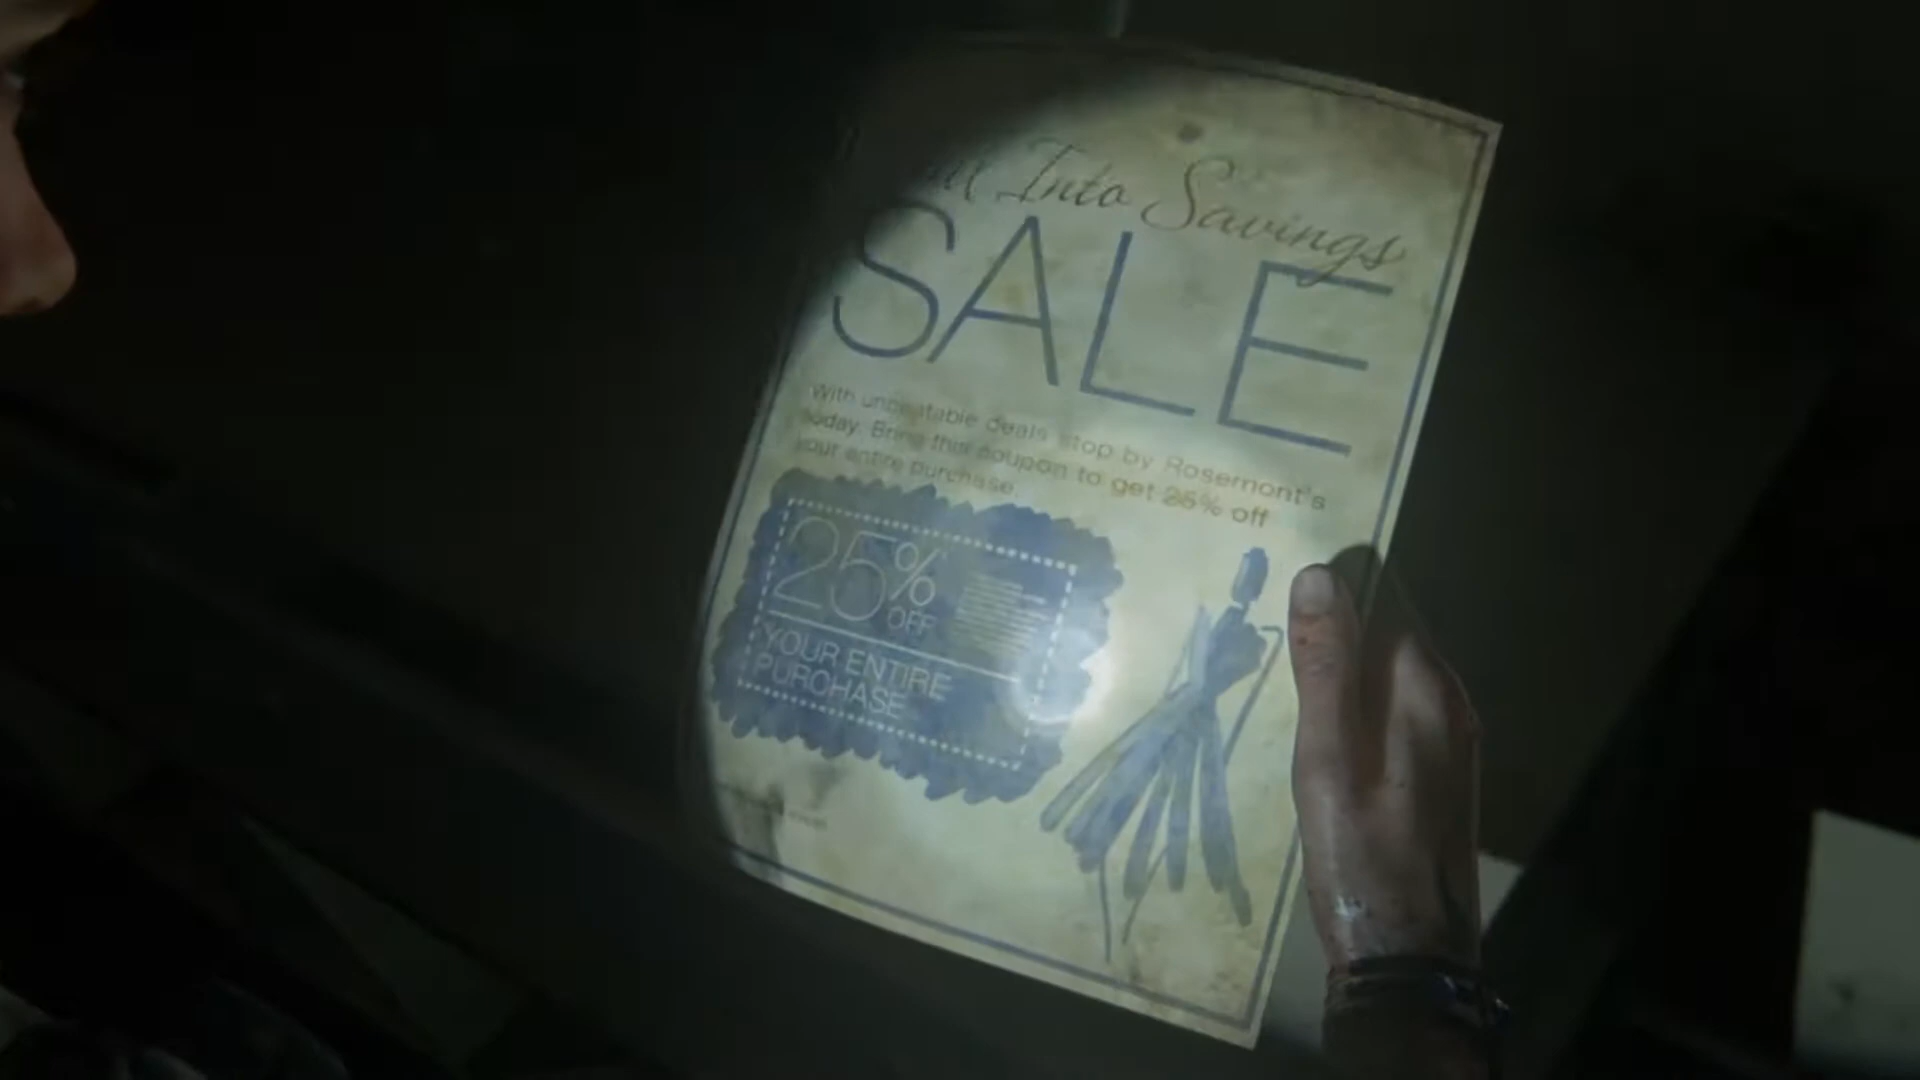 Into Savings
SALE
With unbeatable deals stop by Rosemont's
today. Bring this coupon to get 25% off
your entire purchase.
25%
OFF
YOUR ENTIRE
PURCHASE